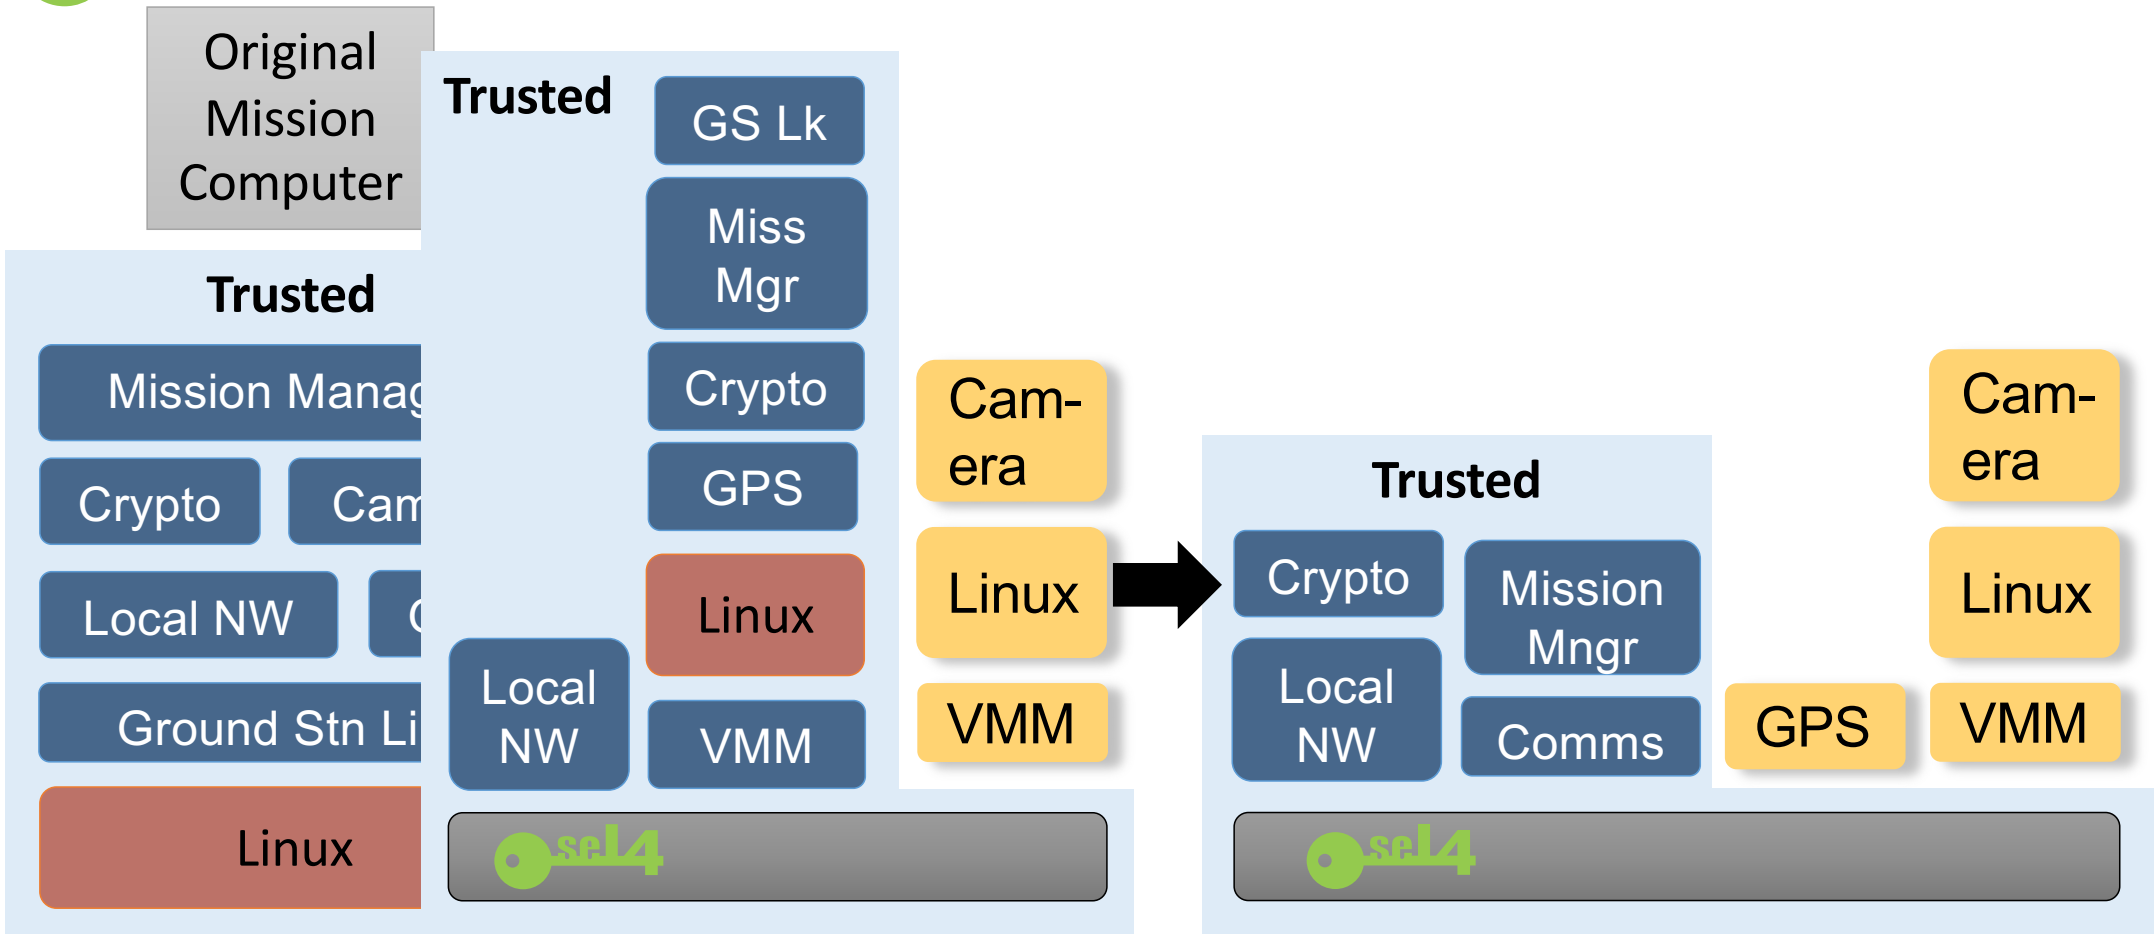 Original
Mission
Computer
Trusted
Mission Manag
Crypto
Cam
Local NW
Ground Stn Li
Linux
Trusted
GS Lk
Miss
Mgr
Crypto
GPS
Linux
Local
NW
VMM
Cam-
era
Linux
VMM
seL4
Trusted
Crypto
Mission
Mngr
Local
NW
Comms
GPS
Cam-
era
Linux
VMM
seL4